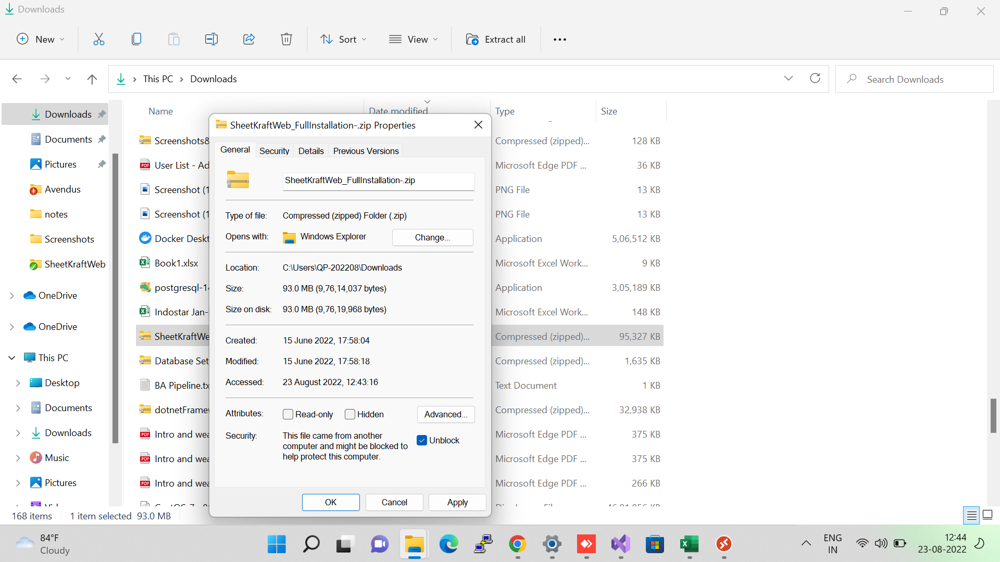 Downloads
New
Sort
View
Extract all
This PC
Downloads
Search Downloads
Downloads
Documents
Pictures
Avendus
notes
Screenshots
SheetKraftWeb
OneDrive
OneDrive
This PC
Desktop
Documents
Downloads
Music
Pictures
Name
Date modified
Type
Size
Screenshots&
Compressed (zipped)... 128 KB
User List - Ad
Microsoft Edge PDF ... 36 KB
Screenshot (1
PNG File 13 KB
Screenshot (1
PNG File 13 KB
Docker Deskt
Application 5,06,512 KB
Book1.xlsx
Microsoft Excel Work... 9 KB
postgresql-14
Application 3,05,189 KB
Indostar Jan-
Microsoft Excel Work... 148 KB
SheetKraftWe
Compressed (zipped)... 95,327 KB
Database Set
Compressed (zipped)... 1,635 KB
BA Pipeline.tx
Text Document 1 KB
dotnetFramew
Compressed (zipped)... 32,938 KB
Intro and wea
Microsoft Edge PDF ... 375 KB
Intro and wea
Microsoft Edge PDF ... 375 KB
Intro and wea
Microsoft Edge PDF ... 266 KB
SheetKraftWeb_FullInstallation-.zip Properties
General Security Details Previous Versions
SheetKraftWeb_FullInstallation-.zip
Type of file: Compressed (zipped) Folder (.zip)
Opens with: Windows Explorer Change...
Location: C:\Users\QP-202208\Downloads
Size: 93.0 MB (9,76,14,037 bytes)
Size on disk: 93.0 MB (9,76,19,968 bytes)
Created: 15 June 2022, 17:58:04
Modified: 15 June 2022, 17:58:18
Accessed: 23 August 2022, 12:43:16
Attributes: Read-only Hidden Advanced...
Security: This file came from another
computer and might be blocked to
help protect this computer.
Unblock
OK Cancel Apply
168 items 1 item selected 93.0 MB
84°F
Cloudy
ENG
IN
12:44
23-08-2022